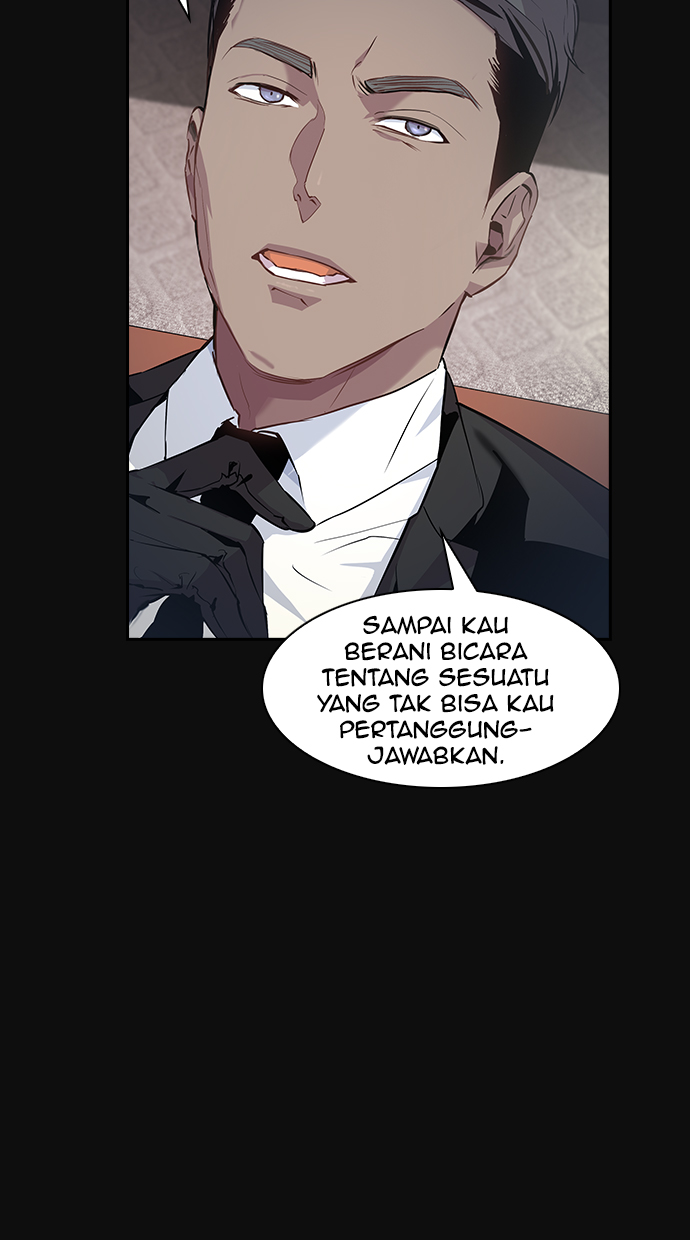 SAMPAI KAU
BERANI BICARA
TENTANG SESUATU
YANG TAK BISA KAU
PERTANGGUNG-
JAWABKAN.